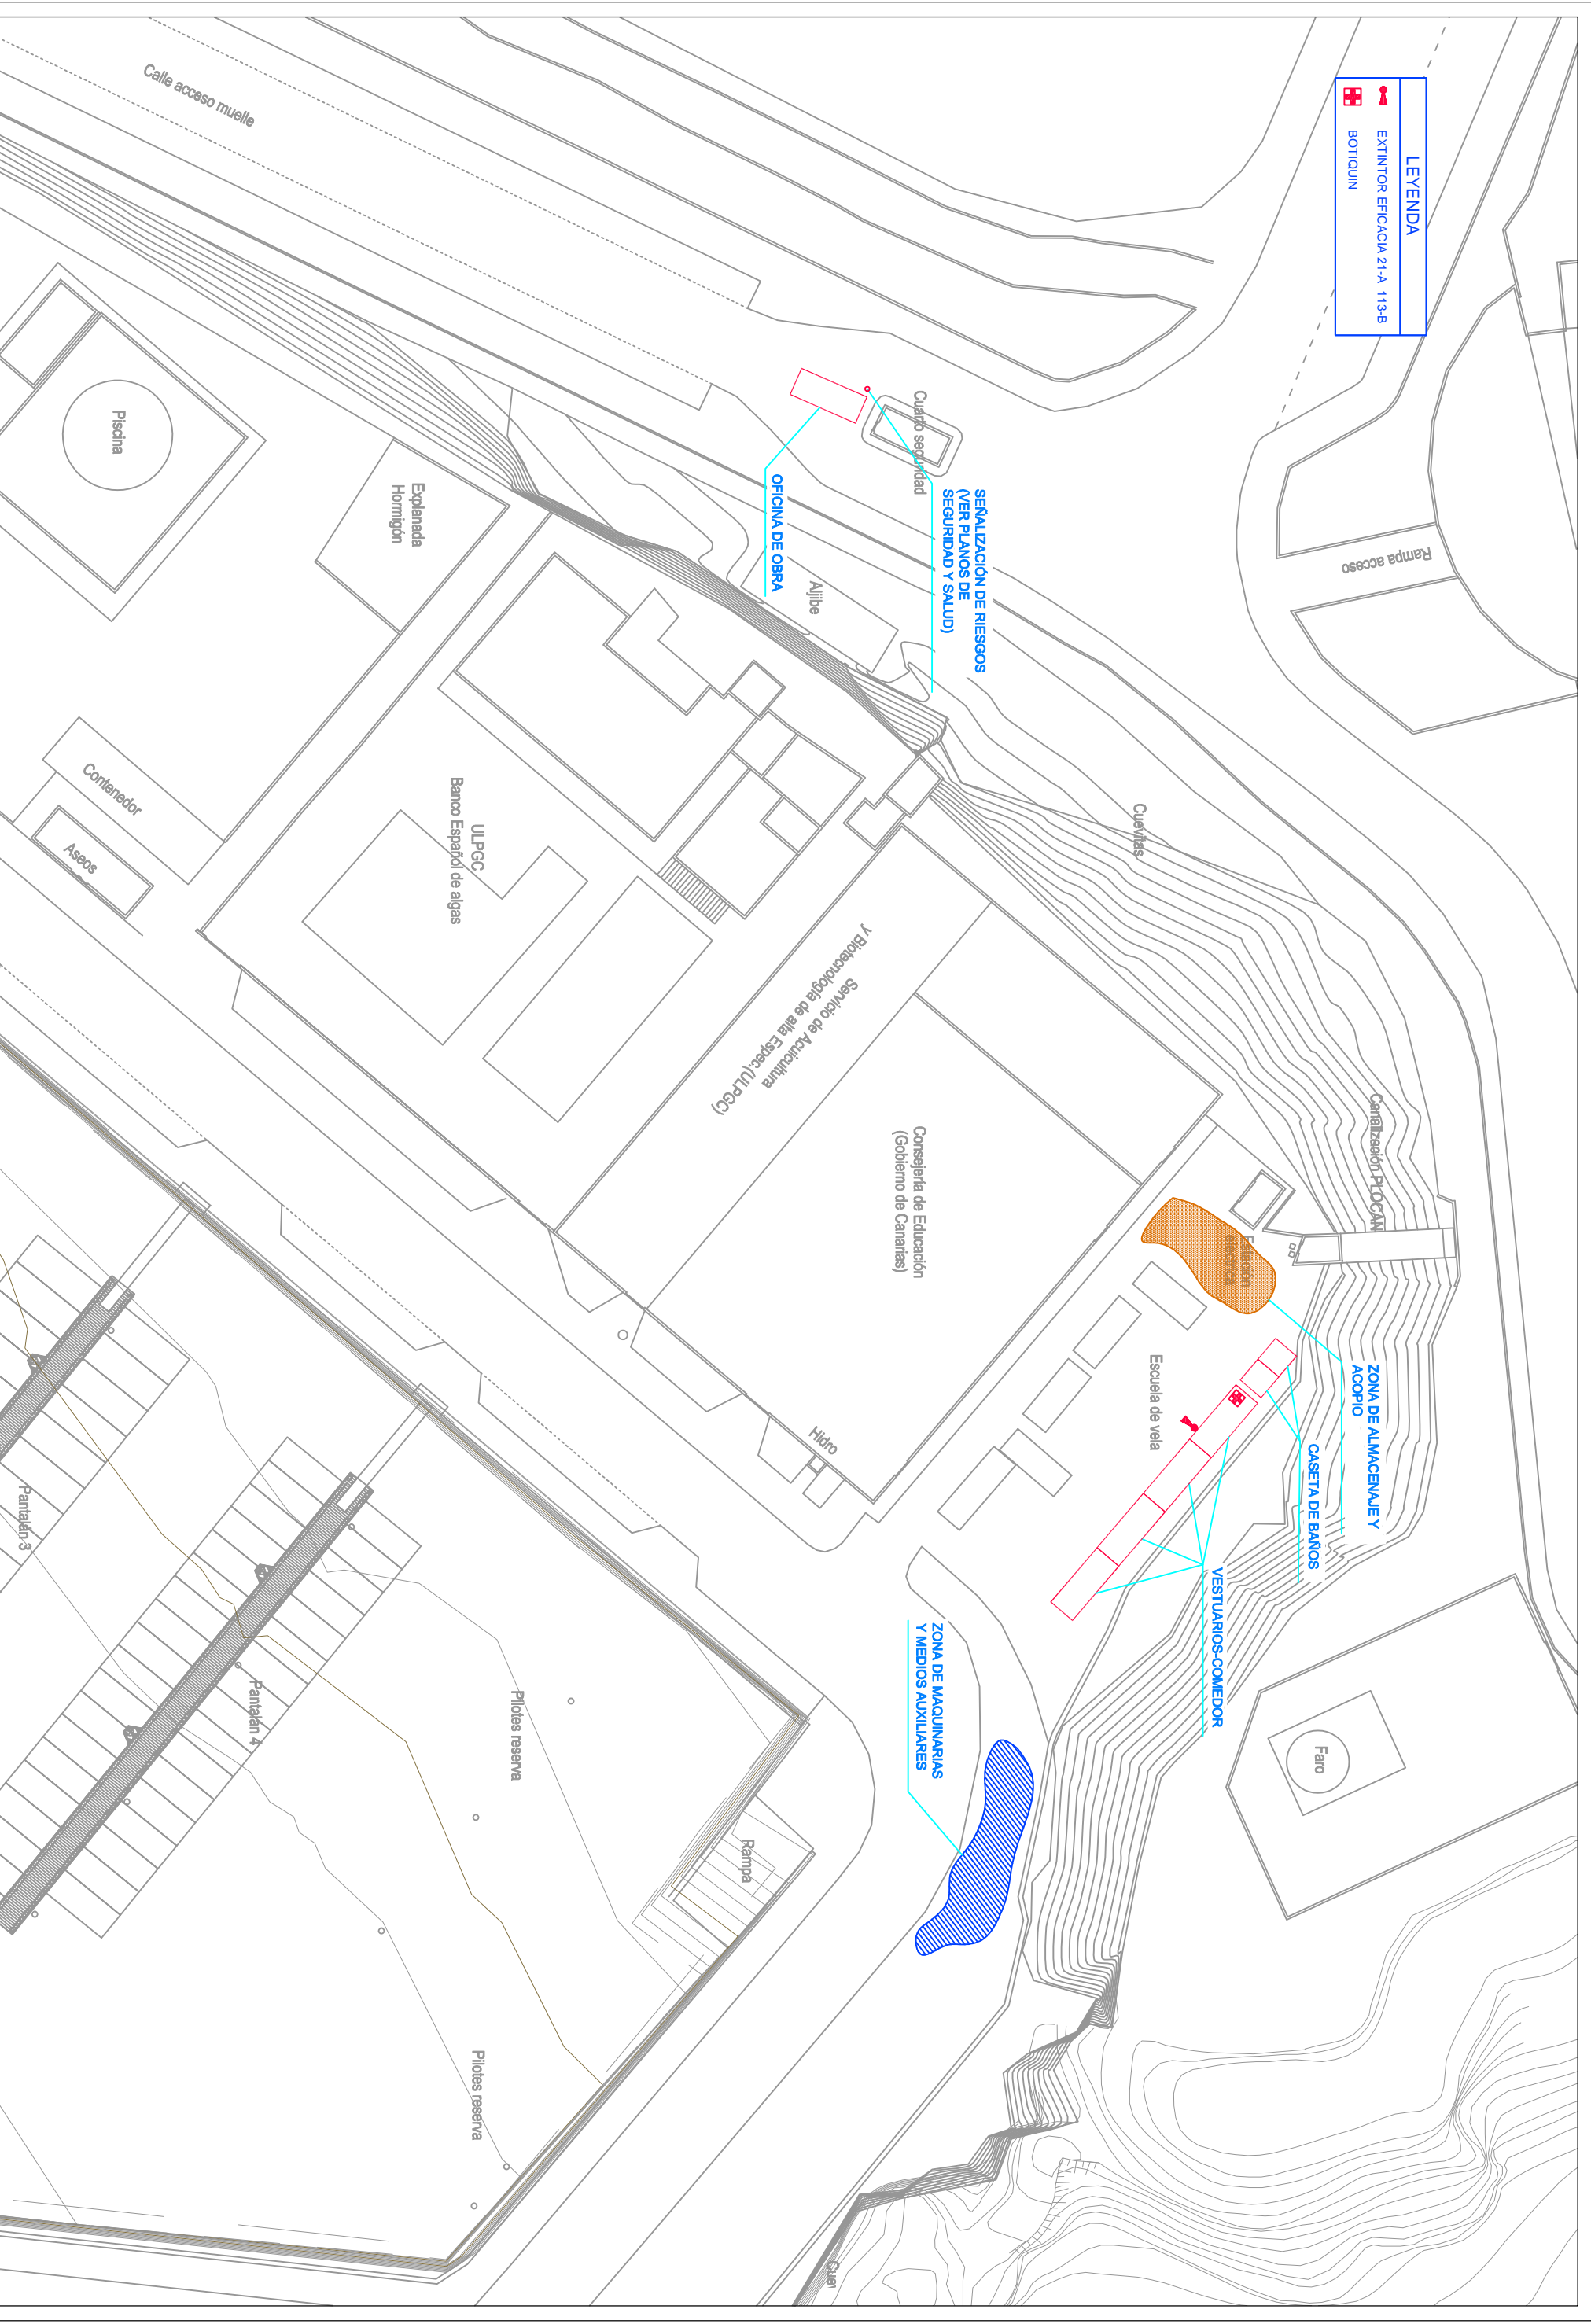 LEYENDA
EXTINTOR EFICACIA 21-A 113-B
BOTIQUIN
Calle acceso muelle
Rampa acceso
Cuarto seguridad
SEÑALIZACIÓN DE RIESGOS
(VER PLANOS DE
SEGURIDAD Y SALUD)
OFICINA DE OBRA
Aljibe
Piscina
Explanada
Hormigón
Contenedor
Aseos
ULPGC
Banco Español de algas
Cuevitas
Servicio de Acuicultura
y Biotecnología de alta Espec.(ULPGC)
Consejería de Educación
(Gobierno de Canarias)
Canalización PLOCAN
Estación
eléctrica
ZONA DE ALMACENAJE Y
ACOPIO
CASETA DE BAÑOS
Escuela de vela
VESTUARIOS-COMEDOR
Hidro
ZONA DE MAQUINARIAS
Y MEDIOS AUXILIARES
Faro
Pantalán 3
Pantalán 4
Pilotes reserva
Rampa
Pilotes reserva